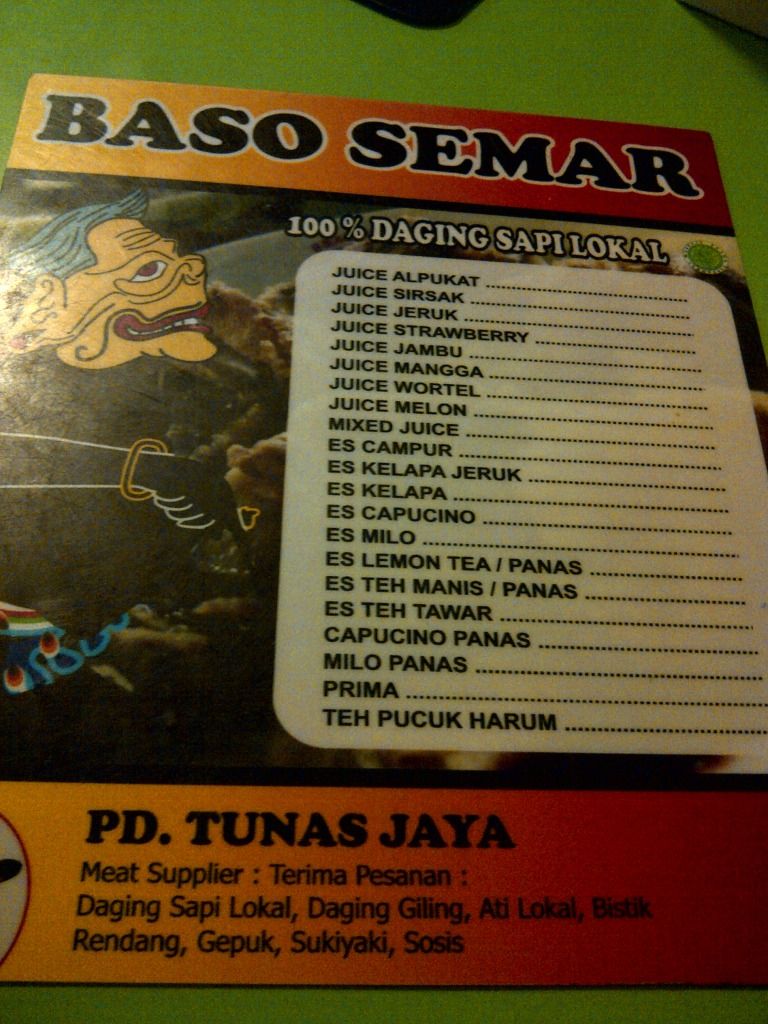 BASO SEMAR
100 % DAGING SAPI LOKAL
JUICE ALPUKAT ........................
JUICE SIRSAK ........................
JUICE JERUK ........................
JUICE STRAWBERRY ........................
JUICE JAMBU ........................
JUICE MANGGA ........................
JUICE WORTEL ........................
JUICE MELON ........................
MIXED JUICE ........................
ES CAMPUR ........................
ES KELAPA JERUK ........................
ES KELAPA ........................
ES CAPUCINO ........................
ES MILO ........................
ES LEMON TEA / PANAS ........................
ES TEH MANIS / PANAS ........................
ES TEH TAWAR ........................
CAPUCINO PANAS ........................
MILO PANAS ........................
PRIMA ........................
TEH PUCUK HARUM ........................
PD. TUNAS JAYA
Meat Supplier : Terima Pesanan :
Daging Sapi Lokal, Daging Giling, Ati Lokal, Bistik
Rendang, Gepuk, Sukiyaki, Sosis